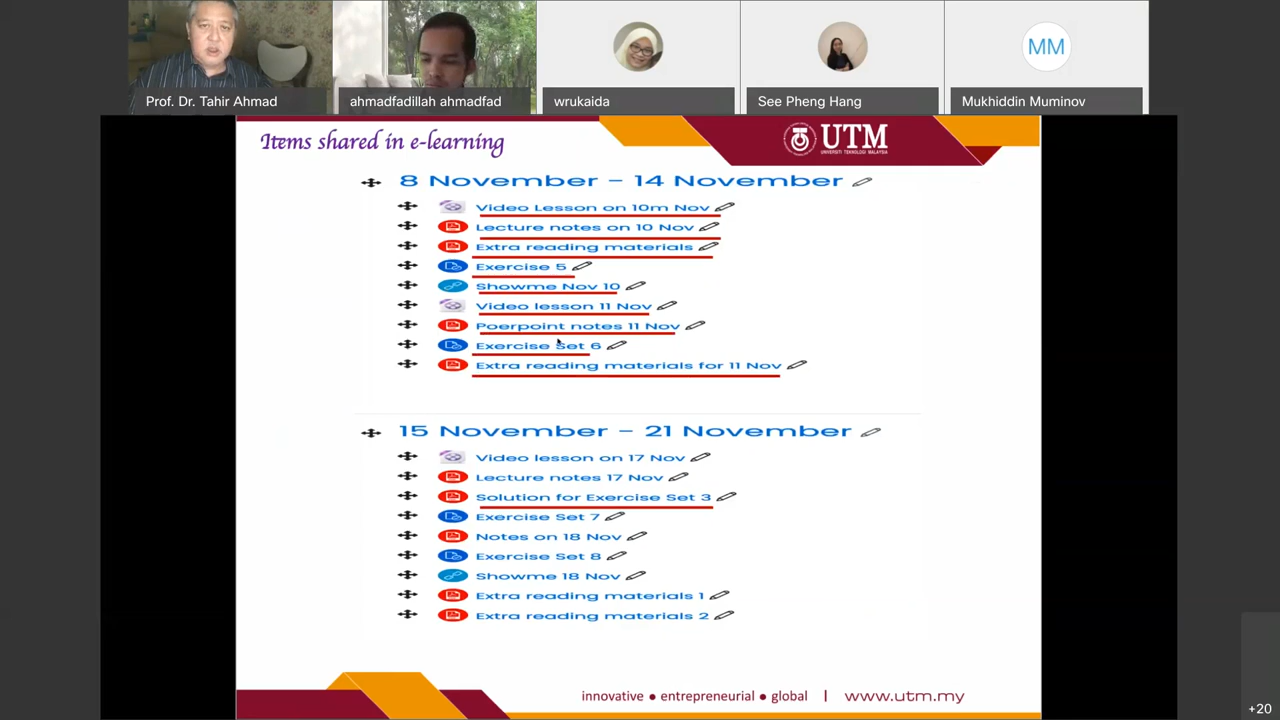 Prof. Dr. Tahir Ahmad
ahmadfadillah ahmadfad
wrukaida
See Pheng Hang
MM
Mukhiddin Muminov
Items shared in e-learning
UTM
UNIVERSITI TEKNOLOGI MALAYSIA
8 November – 14 November
Video Lesson on 10m Nov
Lecture notes on 10 Nov
Extra reading materials
Exercise 5
Showme Nov 10
Video lesson 11 Nov
Poerpoint notes 11 Nov
Exercise Set 6
Extra reading materials for 11 Nov
15 November – 21 November
Video lesson on 17 Nov
Lecture notes 17 Nov
Solution for Exercise Set 3
Exercise Set 7
Notes on 18 Nov
Exercise Set 8
Showme 18 Nov
Extra reading materials 1
Extra reading materials 2
innovative ● entrepreneurial ● global | www.utm.my
+20